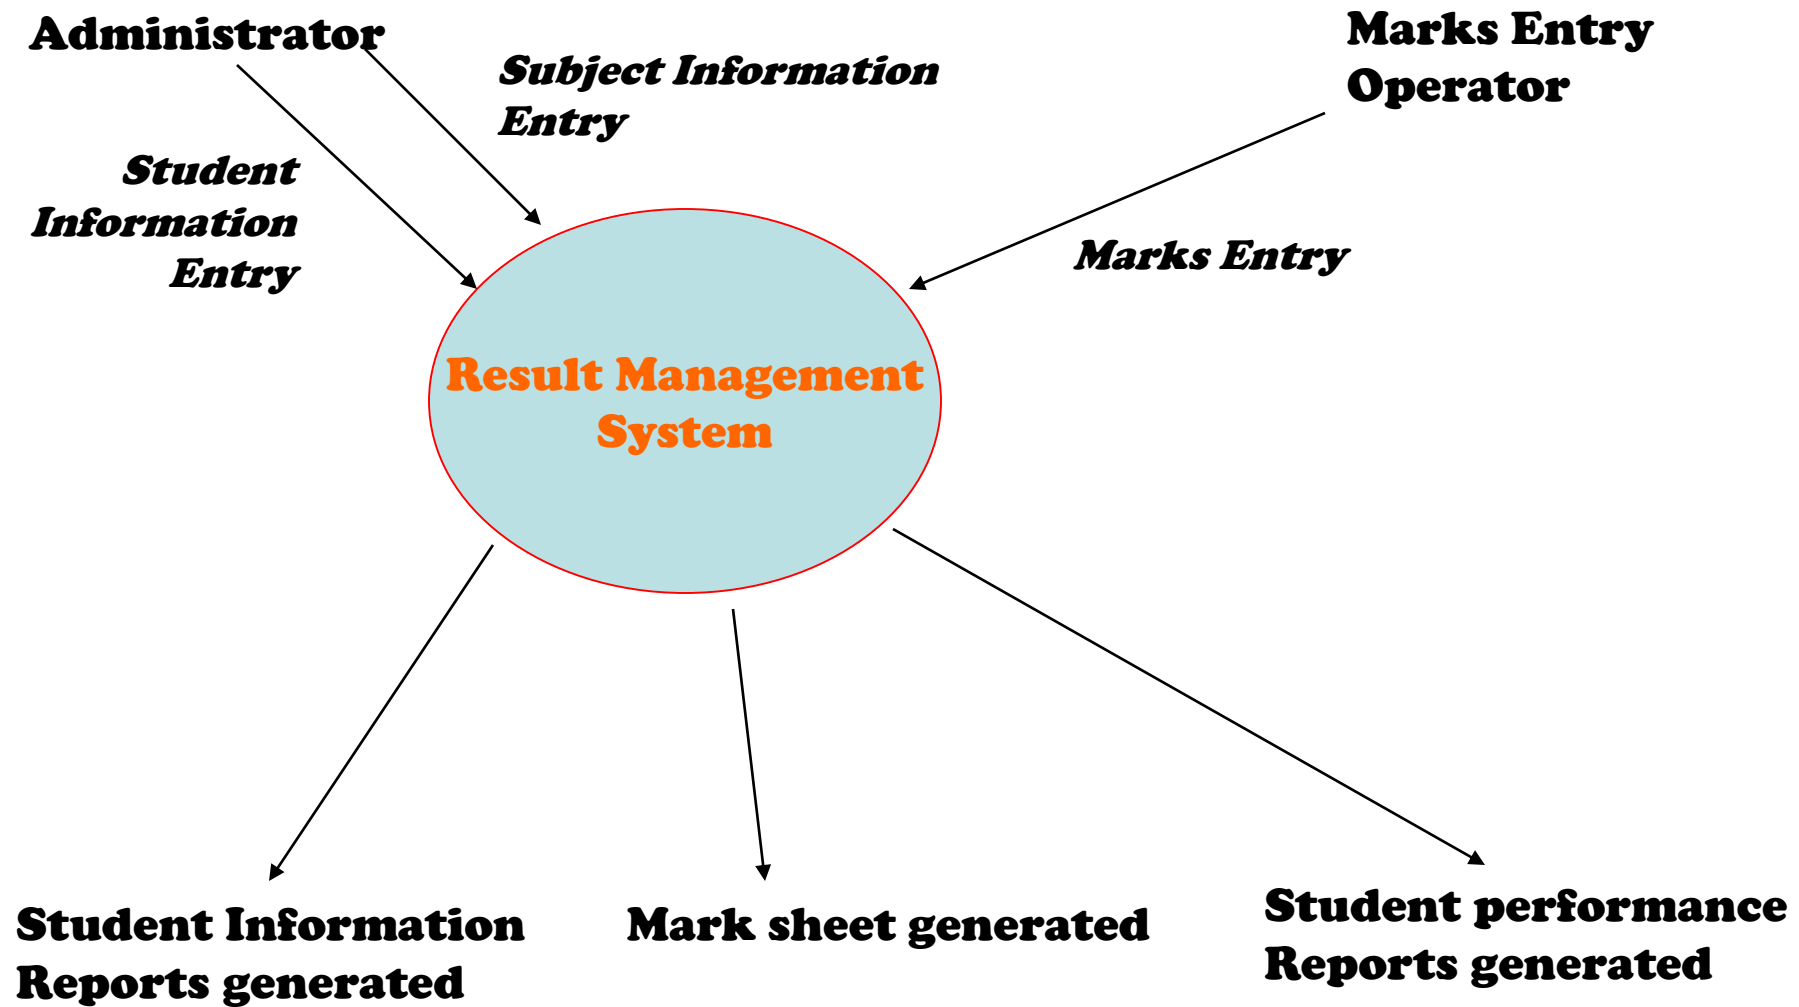 Administrator
Subject Information
Entry
Marks Entry
Operator
Student
Information
Entry
Marks Entry
Result Management
System
Student Information
Reports generated
Mark sheet generated
Student performance
Reports generated